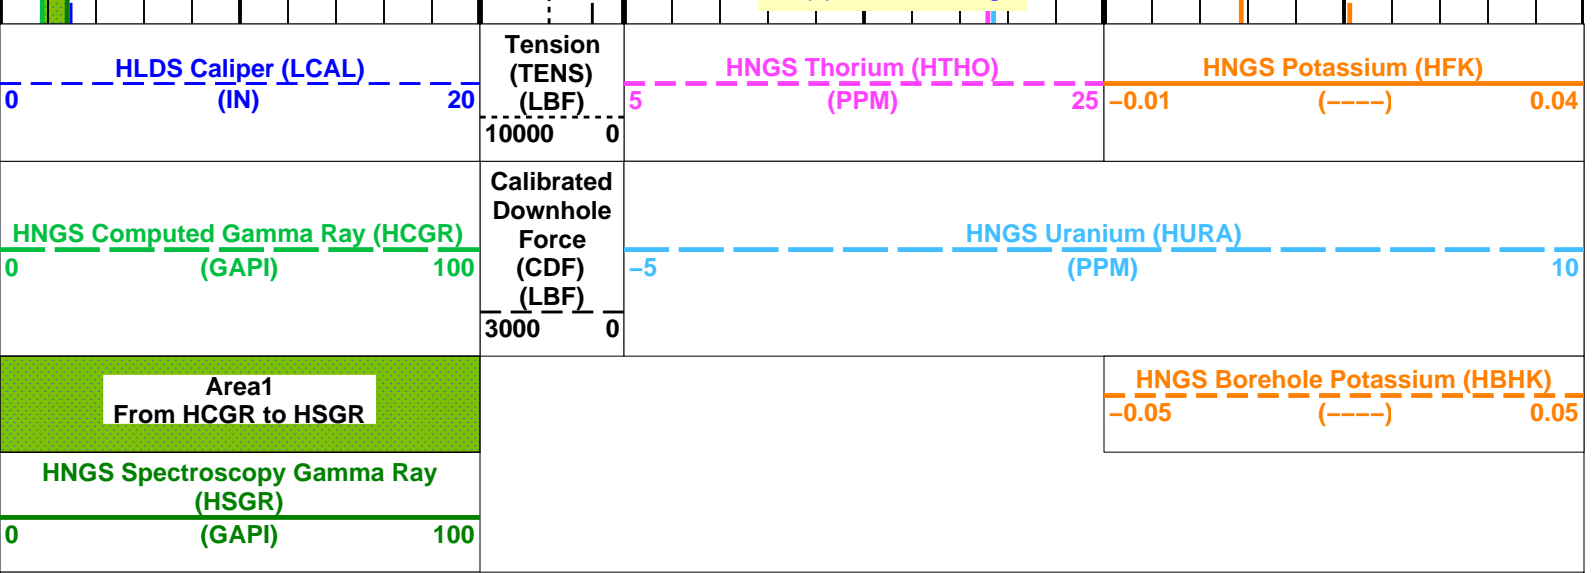 HLDS Caliper (LCAL)
0 (IN) 20
Tension
(TENS)
(LBF)
10000 0
HNGS Thorium (HTHO)
5 (PPM) 25
HNGS Potassium (HFK)
−0.01 (−−−−) 0.04
HNGS Computed Gamma Ray (HCGR)
0 (GAPI) 100
Calibrated
Downhole
Force
(CDF)
(LBF)
3000 0
HNGS Uranium (HURA)
−5 (PPM) 10
Area1
From HCGR to HSGR
HNGS Borehole Potassium (HBHK)
−0.05 (−−−−) 0.05
HNGS Spectroscopy Gamma Ray
(HSGR)
0 (GAPI) 100